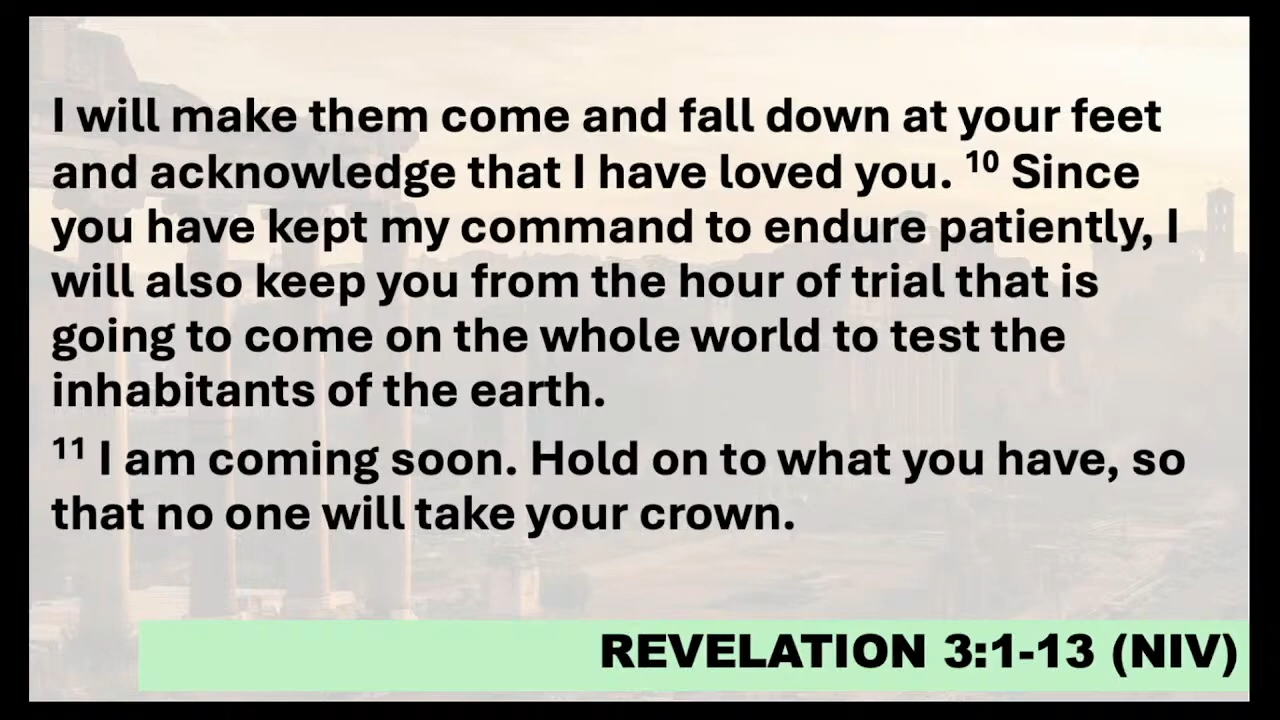 I will make them come and fall down at your feet
and acknowledge that I have loved you. ¹⁰ Since
you have kept my command to endure patiently, I
will also keep you from the hour of trial that is
going to come on the whole world to test the
inhabitants of the earth.
¹¹ I am coming soon. Hold on to what you have, so
that no one will take your crown.
REVELATION 3:1-13 (NIV)